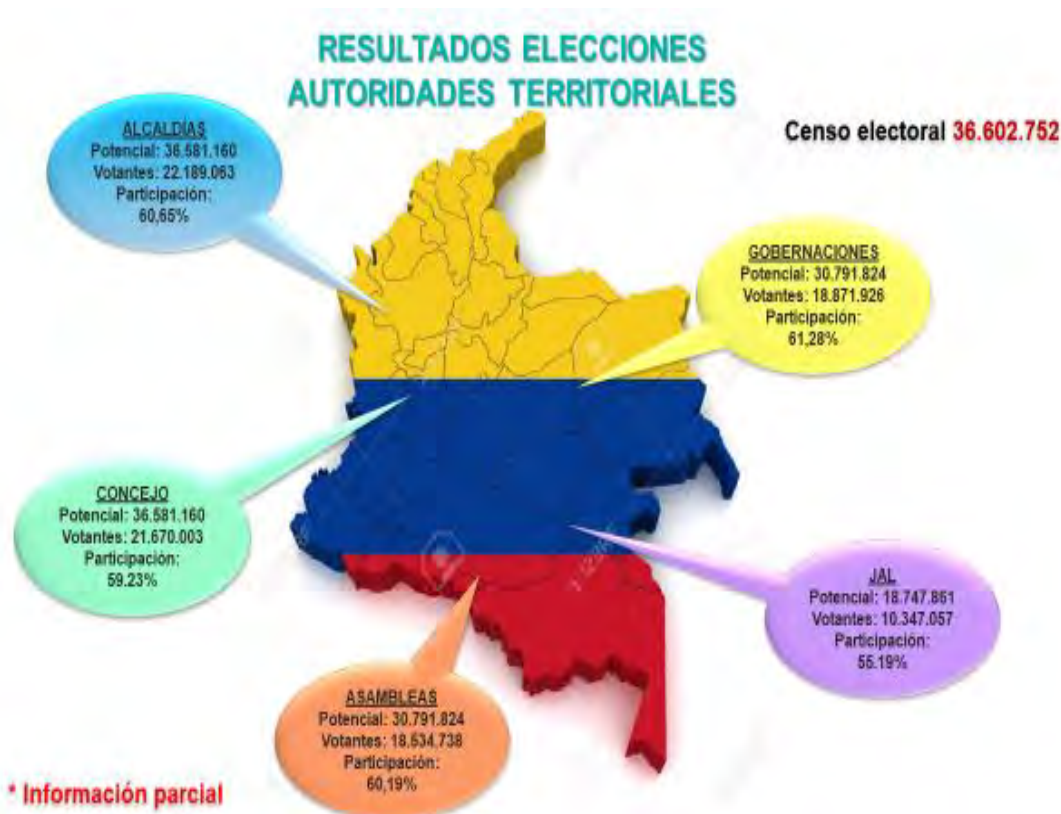 RESULTADOS ELECCIONES
AUTORIDADES TERRITORIALES
Censo electoral 36.602.752
ALCALDÍAS
Potencial: 36.581.160
Votantes: 22.189.063
Participación:
60,65%
GOBERNACIONES
Potencial: 30.791.824
Votantes: 18.871.926
Participación:
61,28%
CONCEJO
Potencial: 36.581.160
Votantes: 21.670.003
Participación:
59.23%
JAL
Potencial: 18.747.861
Votantes: 10.347.057
Participación:
55.19%
ASAMBLEAS
Potencial: 30.791.824
Votantes: 18.534.738
Participación:
60,19%
* Información parcial